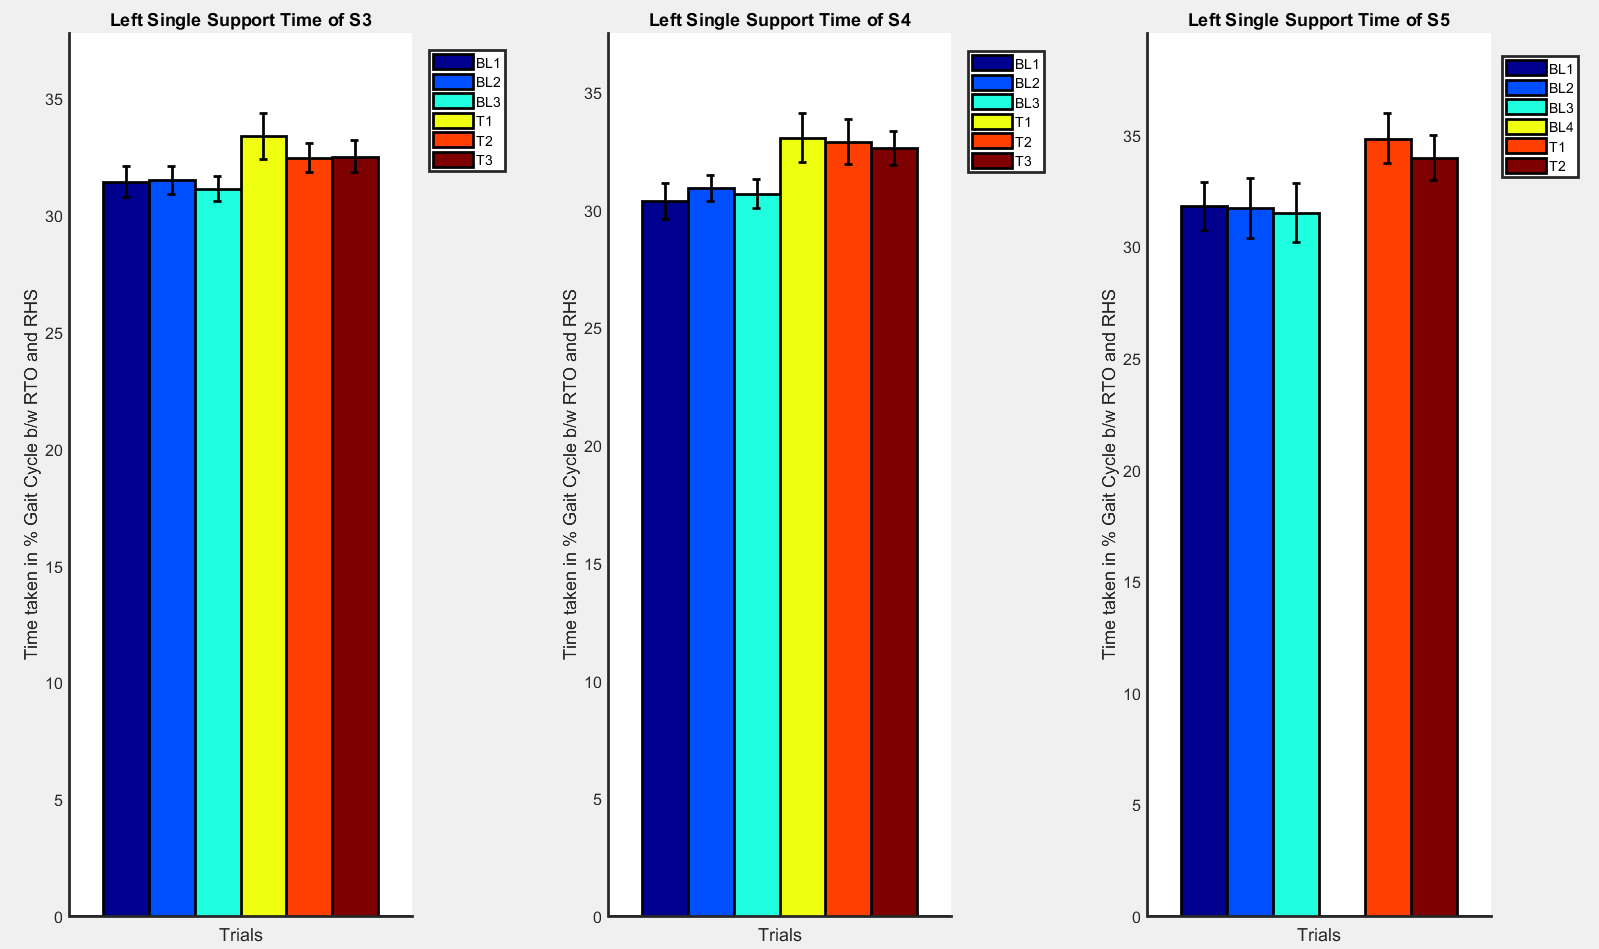 Left Single Support Time of S3
35
30
25
20
15
10
5
0
Time taken in % Gait Cycle b/w RTO and RHS
Trials
BL1
BL2
BL3
T1
T2
T3
Left Single Support Time of S4
35
30
25
20
15
10
5
0
Time taken in % Gait Cycle b/w RTO and RHS
Trials
BL1
BL2
BL3
T1
T2
T3
Left Single Support Time of S5
35
30
25
20
15
10
5
0
Time taken in % Gait Cycle b/w RTO and RHS
Trials
BL1
BL2
BL3
BL4
T1
T2